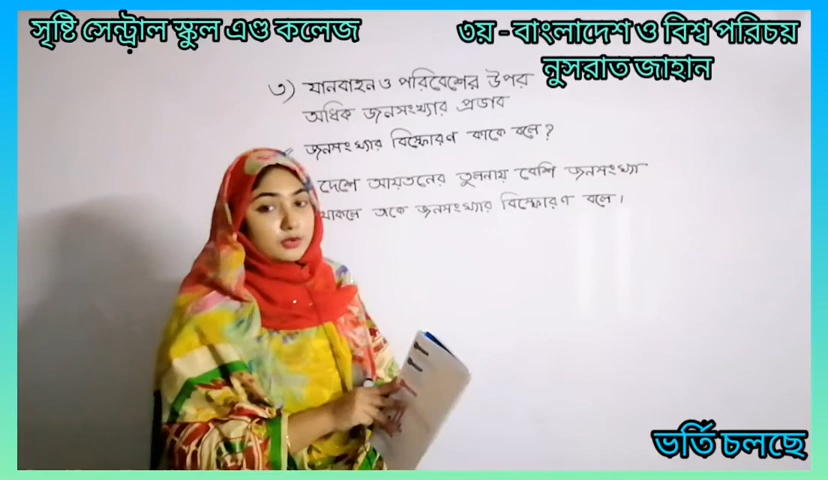 সৃষ্টি সেন্ট্রাল স্কুল এণ্ড কলেজ
৩য় - বাংলাদেশ ও বিশ্ব পরিচয়
নুসরাত জাহান
৩) যানবাহন ও পরিবেশের উপর
অধিক জনসংখ্যার প্রভাব
জনসংখ্যার বিস্ফোরণ কাকে বলে?
দেশে আয়তনের তুলনায় বেশি জনসংখ্যা
থাকলে তাকে জনসংখ্যার বিস্ফোরণ বলে।
ভর্তি চলছে